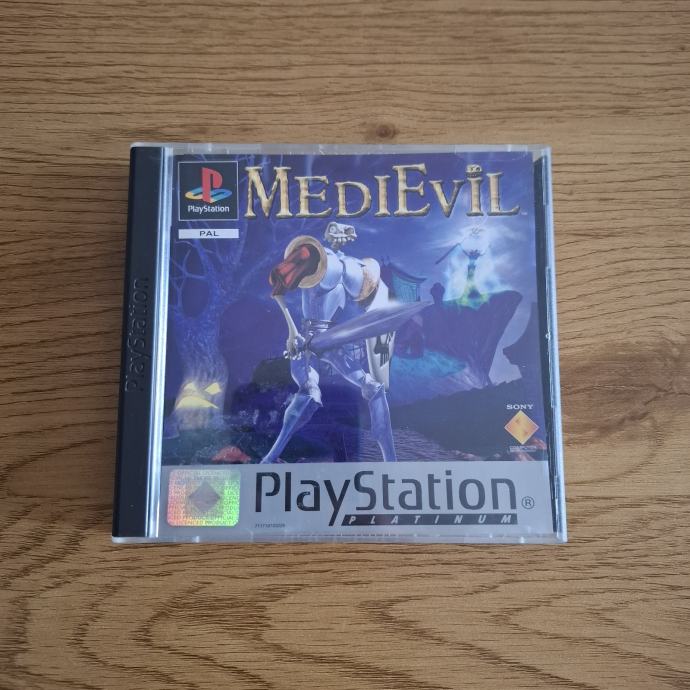 PlayStation
PlayStation
PAL
MEDIEVIL
SONY
PlayStation®
PLATINUM